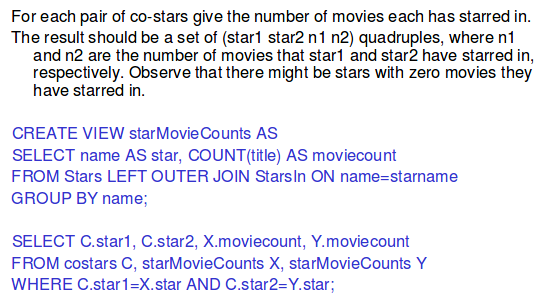 For each pair of co-stars give the number of movies each has starred in.
The result should be a set of (star1 star2 n1 n2) quadruples, where n1
and n2 are the number of movies that star1 and star2 have starred in,
respectively. Observe that there might be stars with zero movies they
have starred in.
CREATE VIEW starMovieCounts AS
SELECT name AS star, COUNT(title) AS moviecount
FROM Stars LEFT OUTER JOIN StarsIn ON name=starname
GROUP BY name;
SELECT C.star1, C.star2, X.moviecount, Y.moviecount
FROM costars C, starMovieCounts X, starMovieCounts Y
WHERE C.star1=X.star AND C.star2=Y.star;